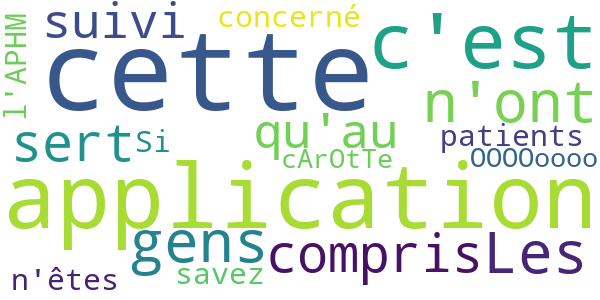 suivi
concerné
l'APHM
cette
c'est
n'ont
sert
Si
qu'au
patients
cArOtTe
OOOOoooo
application
gens
comprisLes
n'êtes
savez